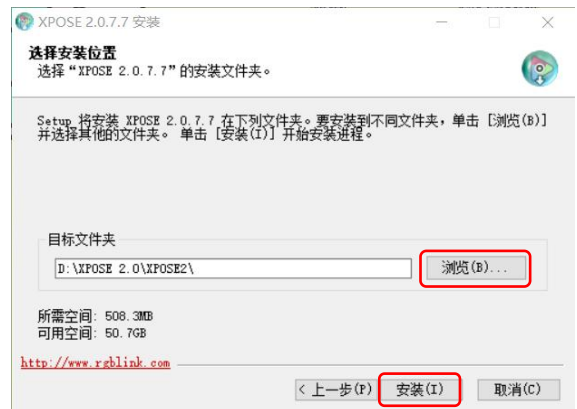 XPOSE 2.0.7.7 安装
选择安装位置
选择“XPOSE 2.0.7.7”的安装文件夹。
Setup 将安装 XPOSE 2.0.7.7 在下列文件夹。要安装到不同文件夹，单击 [浏览(B)]
并选择其他的文件夹。 单击 [安装(I)] 开始安装进程。
目标文件夹
D:\XPOSE 2.0\XPOSE2\
浏览(B)...
所需空间: 508.3MB
可用空间: 50.7GB
http://www.rgblink.com
< 上一步(P)
安装(I)
取消(C)